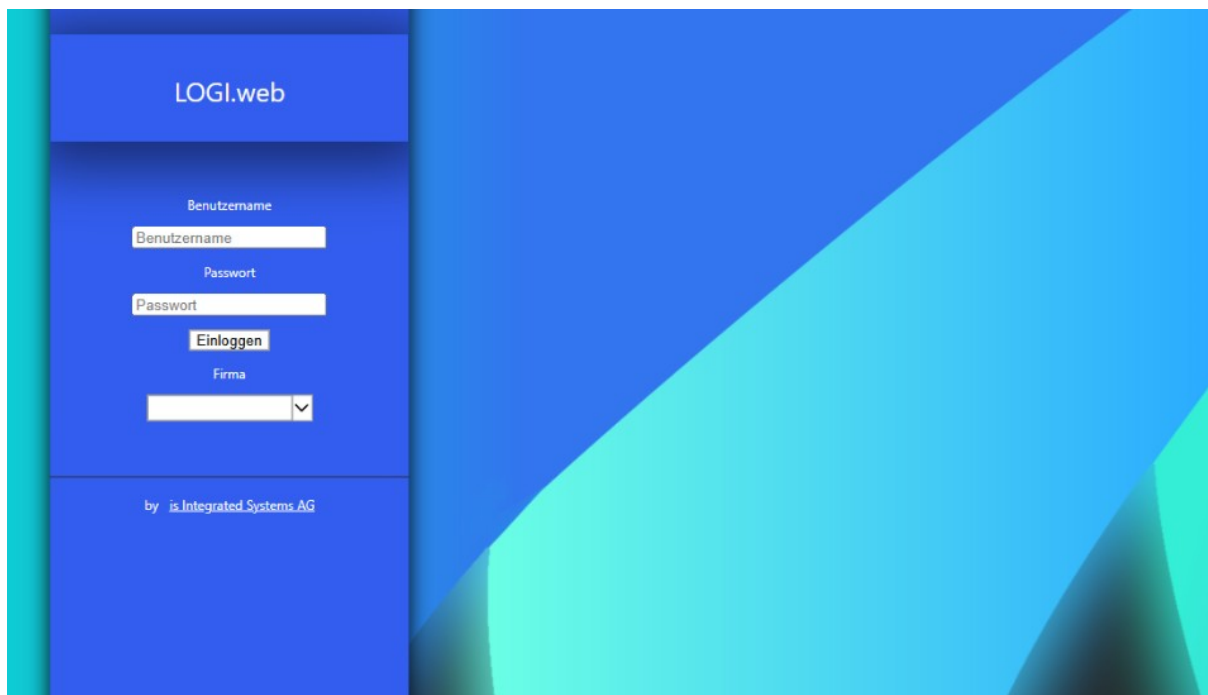 LOGI.web
Benutzername
Benutzername
Passwort
Passwort
Einloggen
Firma
by is Integrated Systems AG